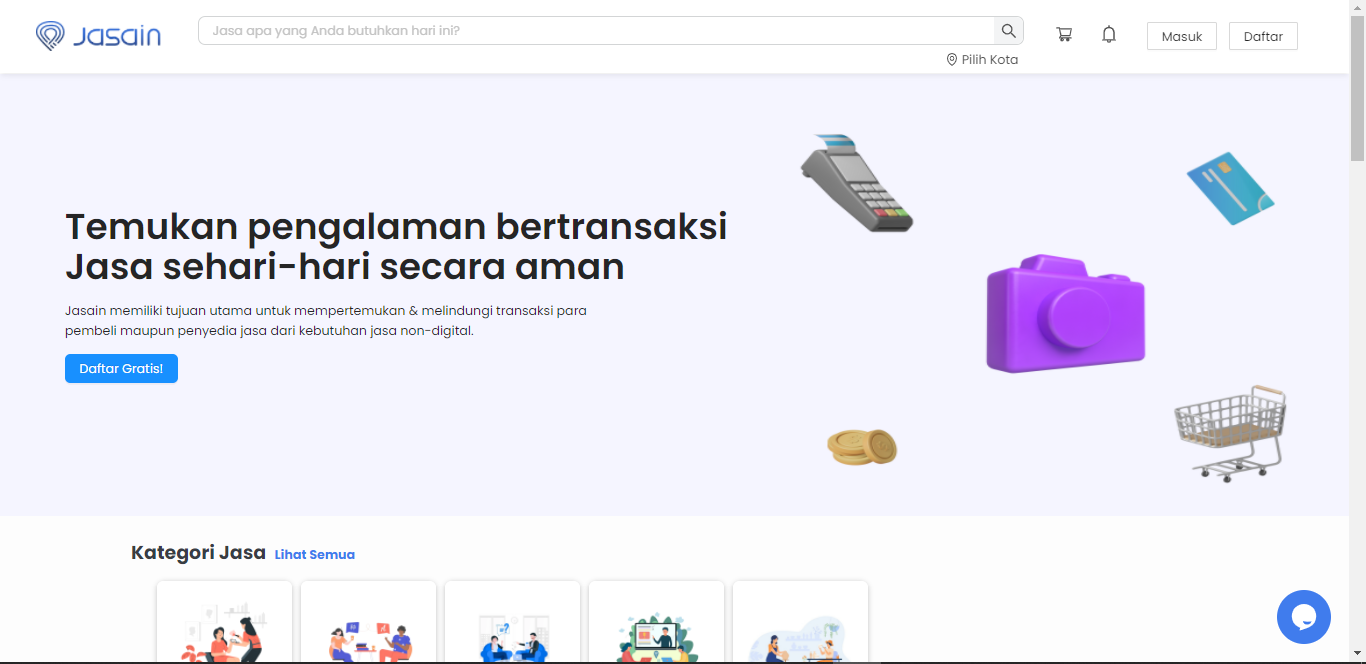 Jasain
Jasa apa yang Anda butuhkan hari ini?
Pilih Kota
Masuk
Daftar
Temukan pengalaman bertransaksi
Jasa sehari-hari secara aman
Jasain memiliki tujuan utama untuk mempertemukan & melindungi transaksi para
pembeli maupun penyedia jasa dari kebutuhan jasa non-digital.
Daftar Gratis!
Kategori Jasa Lihat Semua